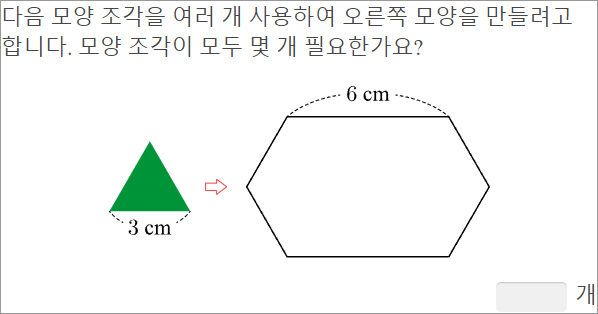 다음 모양 조각을 여러 개 사용하여 오른쪽 모양을 만들려고
합니다. 모양 조각이 모두 몇 개 필요한가요?
6 cm
3 cm
개